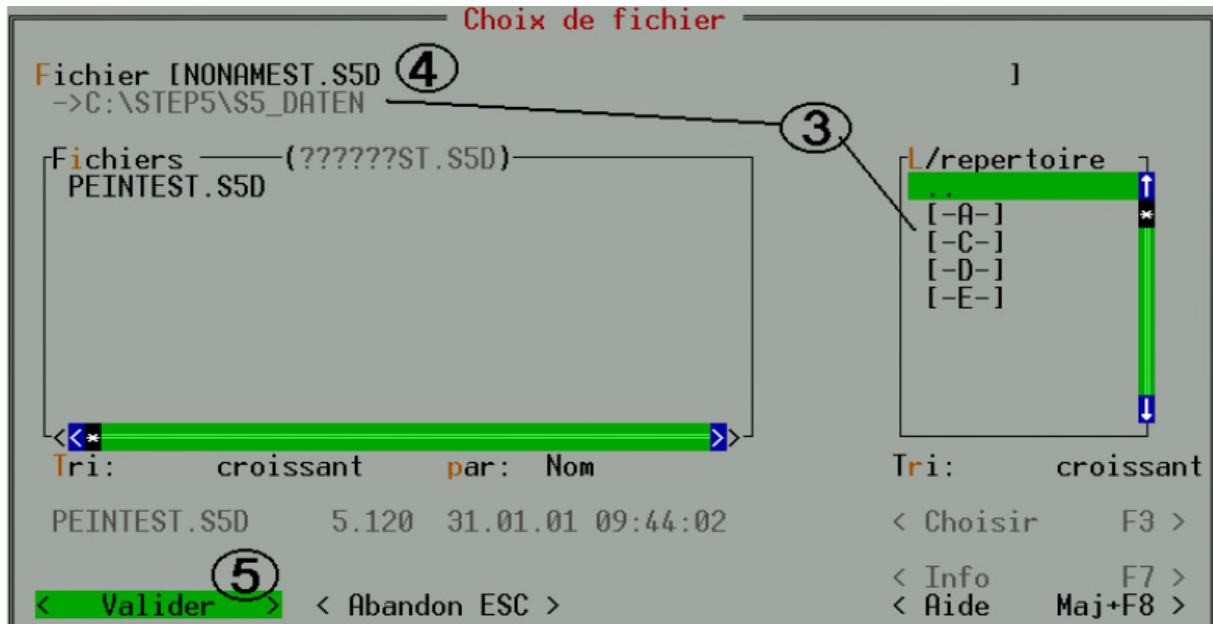 Choix de fichier
Fichier [NONAMEST.S5D ④ ]
->C:\STEP5\S5_DATEN
③
Fichiers (??????ST.S5D) L/repertoire
PEINTEST.S5D ..
[-A-]
[-C-]
[-D-]
[-E-]
Tri: croissant par: Nom Tri: croissant
PEINTEST.S5D 5.120 31.01.01 09:44:02 < Choisir F3 >
⑤ < Info F7 >
< Valider > < Abandon ESC > < Aide Maj+F8 >